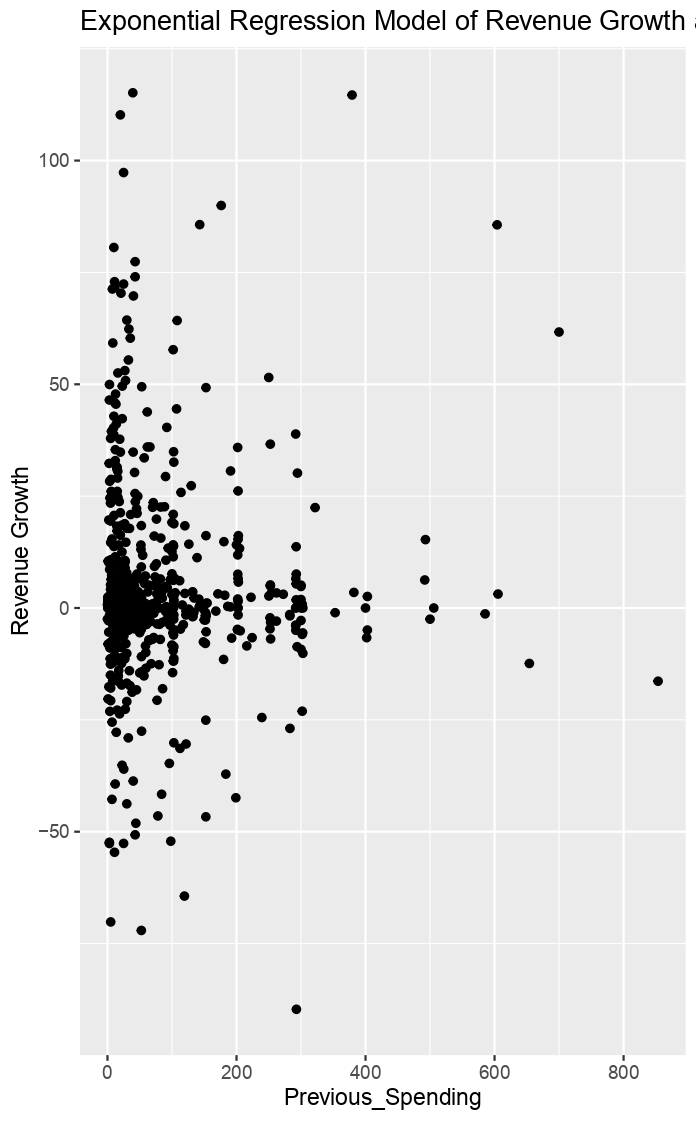 Exponential Regression Model of Revenue Growth
100
50
0
−50
Revenue Growth
0 200 400 600 800
Previous_Spending